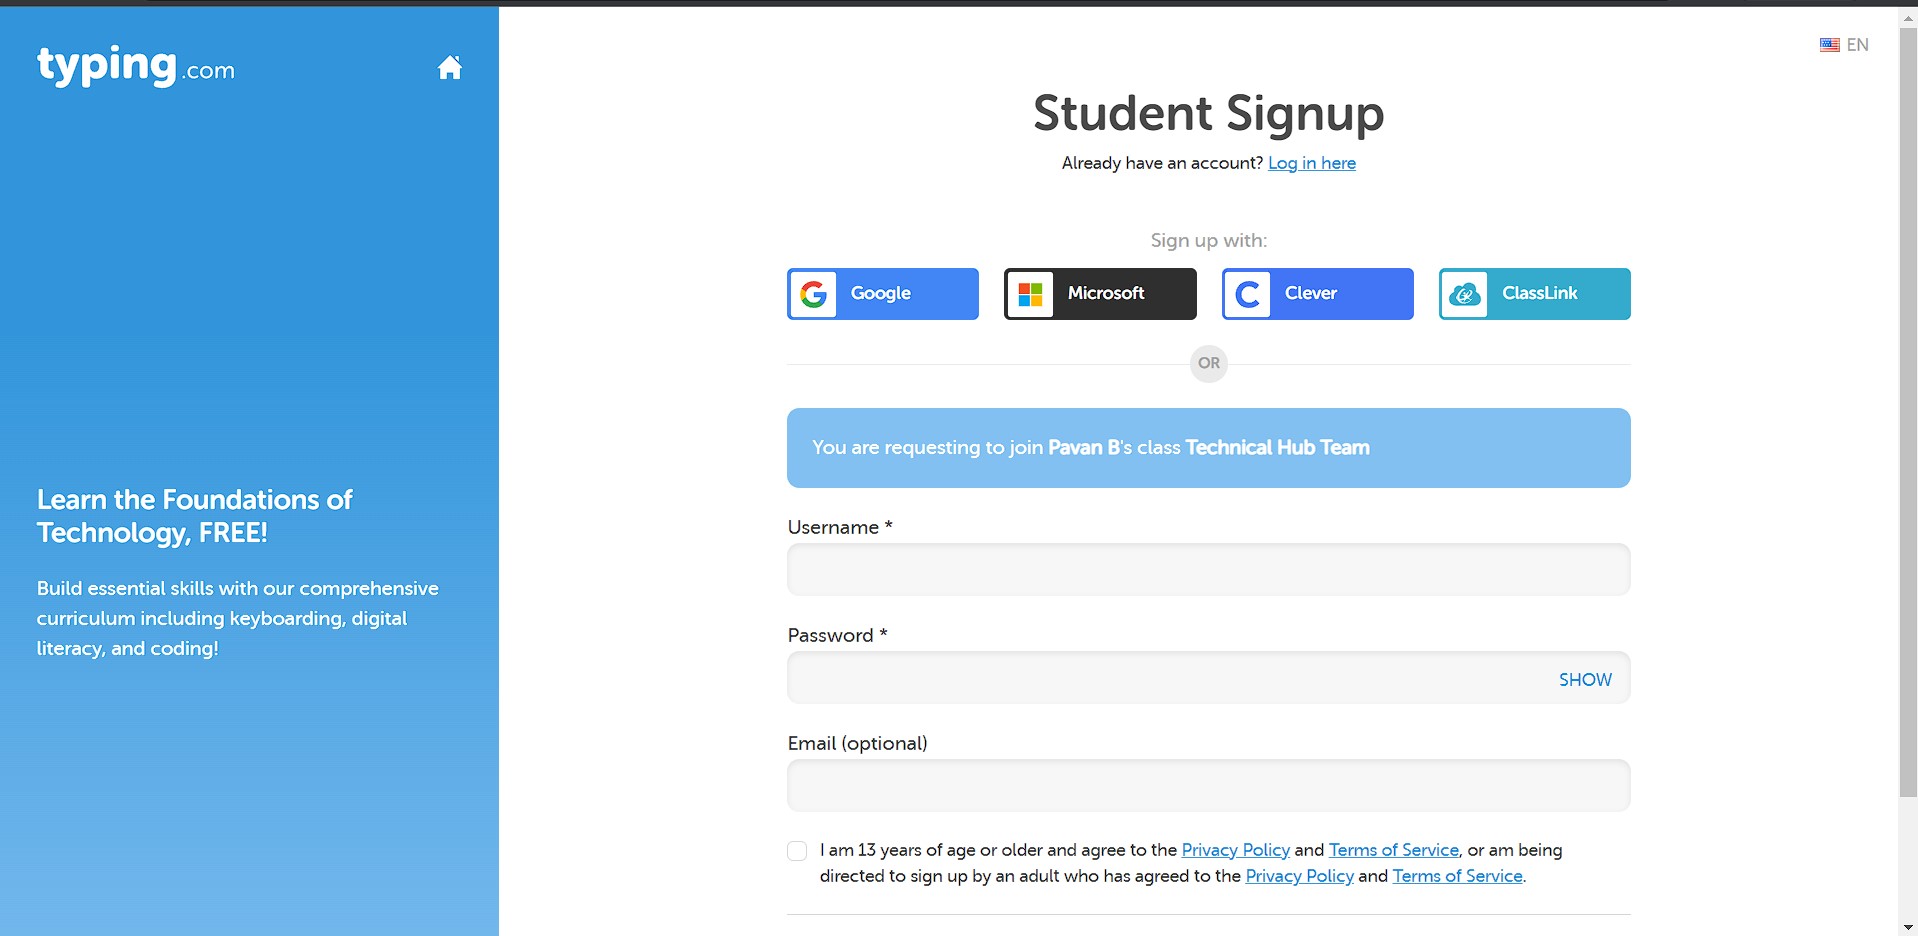 typing.com
EN
Student Signup
Already have an account? Log in here
Sign up with:
Google
Microsoft
Clever
ClassLink
OR
You are requesting to join Pavan B's class Technical Hub Team
Username *
Password *
SHOW
Email (optional)
I am 13 years of age or older and agree to the Privacy Policy and Terms of Service, or am being
directed to sign up by an adult who has agreed to the Privacy Policy and Terms of Service.
Learn the Foundations of
Technology, FREE!
Build essential skills with our comprehensive
curriculum including keyboarding, digital
literacy, and coding!